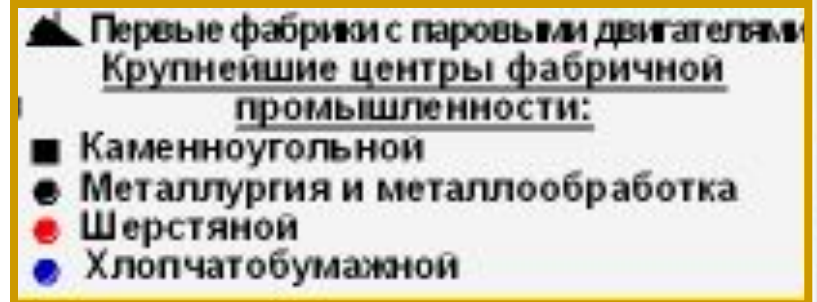 Первые фабрики с паровыми двигателями
Крупнейшие центры фабричной
промышленности:
Каменноугольной
Металлургия и металлообработка
Шерстяной
Хлопчатобумажной